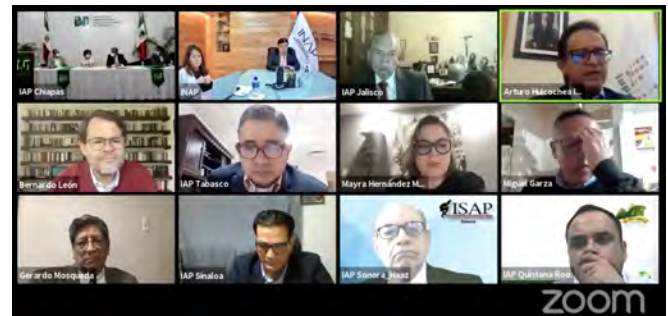 IAP Chiapas
INAP
INAP
IAP Jalisco
Arturo Huicochea L...
Bernardo León
IAP Tabasco
Mayra Hernández M...
Miguel Garza
Gerardo Mosqueda
IAP Sinaloa
ISAP
IAP Sonora_Haaz
IAP Quintana Roo
zoom